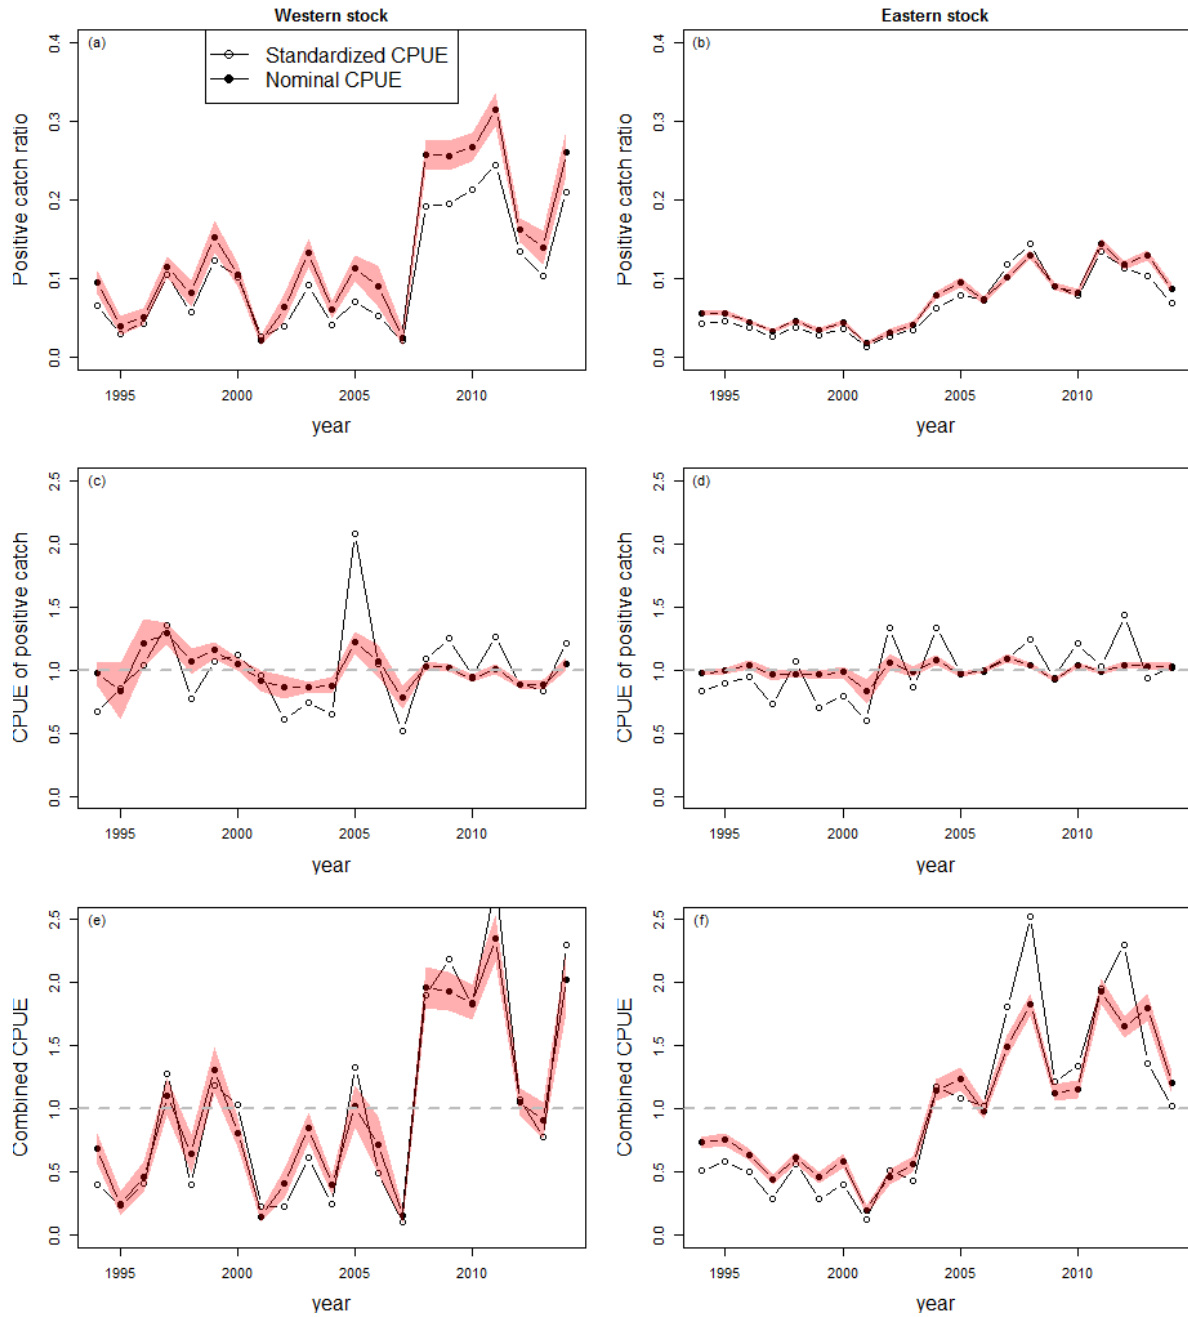 Western stock
Eastern stock
(a)
Standardized CPUE
Nominal CPUE
Positive catch ratio
0.0
0.1
0.2
0.3
0.4
1995
2000
2005
2010
year
(b)
Positive catch ratio
0.0
0.1
0.2
0.3
0.4
1995
2000
2005
2010
year
(c)
CPUE of positive catch
0.0
0.5
1.0
1.5
2.0
2.5
1995
2000
2005
2010
year
(d)
CPUE of positive catch
0.0
0.5
1.0
1.5
2.0
2.5
1995
2000
2005
2010
year
(e)
Combined CPUE
0.0
0.5
1.0
1.5
2.0
2.5
1995
2000
2005
2010
year
(f)
Combined CPUE
0.0
0.5
1.0
1.5
2.0
2.5
1995
2000
2005
2010
year